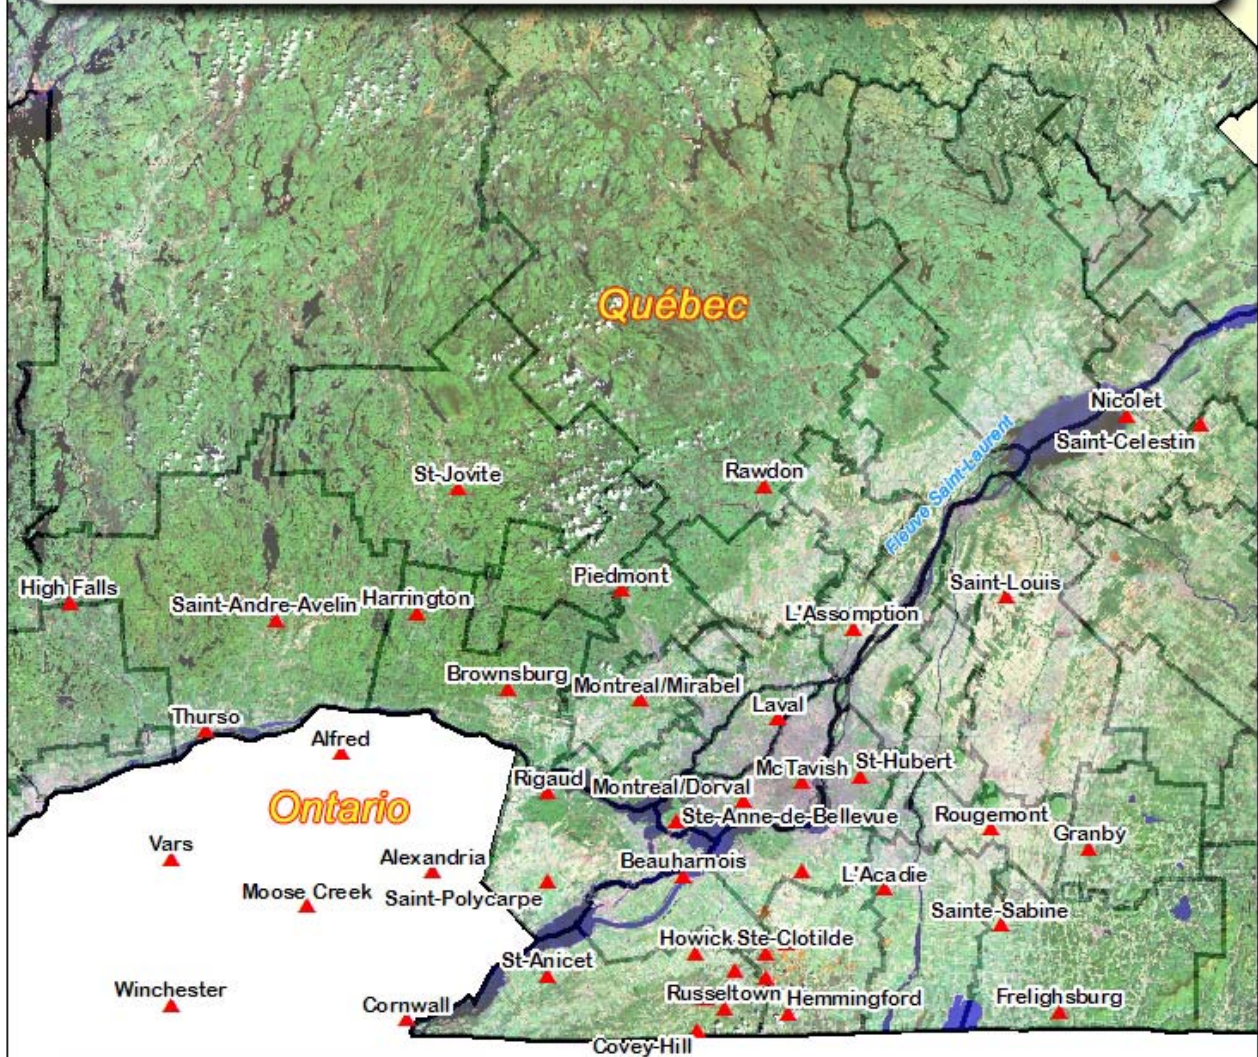 Québec
Nicolet
Fleuve Saint-Laurent
Saint-Celestin
St-Jovite
Rawdon
High Falls
Saint-Andre-Avelin
Harrington
Piedmont
Saint-Louis
L'Assomption
Brownsburg
Montreal/Mirabel
Laval
Thurso
Alfred
Rigaud
Montreal/Dorval
McTavish
St-Hubert
Ontario
Ste-Anne-de-Bellevue
Rougemont
Granby
Vars
Alexandria
Beauharnois
L'Acadie
Moose Creek
Saint-Polycarpe
Sainte-Sabine
Howick
Ste-Clotilde
St-Anicet
Winchester
Cornwall
Russeltown
Hemmingford
Frelighsburg
Covey-Hill